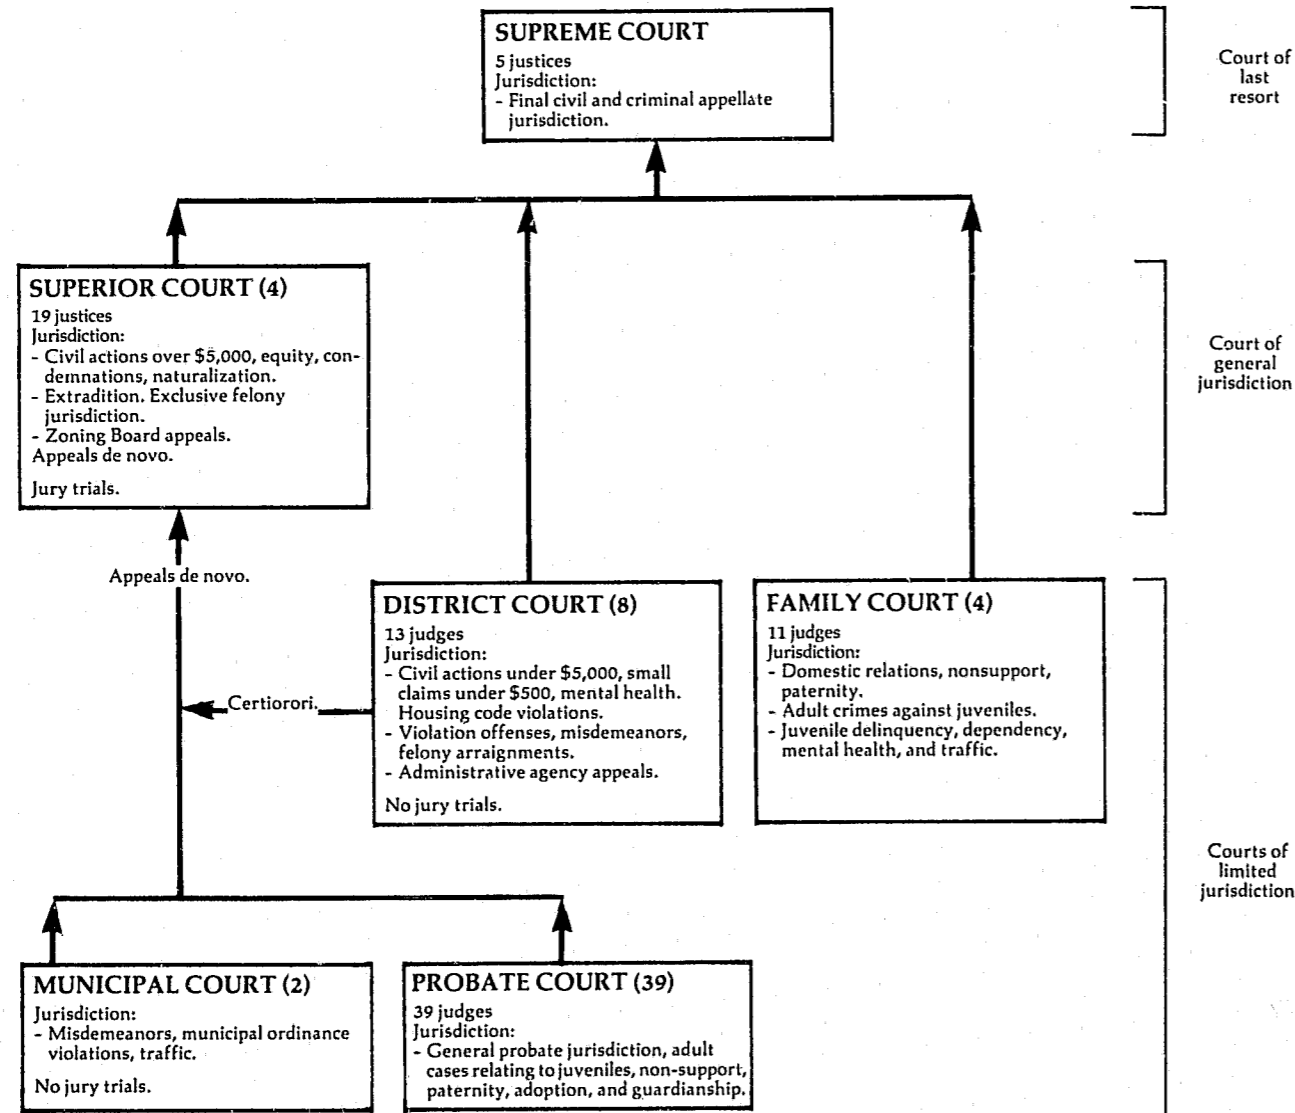 SUPREME COURT
5 justices
Jurisdiction:
- Final civil and criminal appellate
jurisdiction.
Court of
last
resort
SUPERIOR COURT (4)
19 justices
Jurisdiction:
- Civil actions over $5,000, equity, con-
demnations, naturalization.
- Extradition. Exclusive felony
jurisdiction.
- Zoning Board appeals.
Appeals de novo.
Jury trials.
Court of
general
jurisdiction
Appeals de novo.
DISTRICT COURT (8)
13 judges
Jurisdiction:
- Civil actions under $5,000, small
claims under $500, mental health.
Housing code violations.
- Violation offenses, misdemeanors,
felony arraignments.
- Administrative agency appeals.
No jury trials.
Certiorori.
FAMILY COURT (4)
11 judges
Jurisdiction:
- Domestic relations, nonsupport,
paternity.
- Adult crimes against juveniles.
- Juvenile delinquency, dependency,
mental health, and traffic.
Courts of
limited
jurisdiction
MUNICIPAL COURT (2)
Jurisdiction:
- Misdemeanors, municipal ordinance
violations, traffic.
No jury trials.
PROBATE COURT (39)
39 judges
Jurisdiction:
- General probate jurisdiction, adult
cases relating to juveniles, non-support,
paternity, adoption, and guardianship.